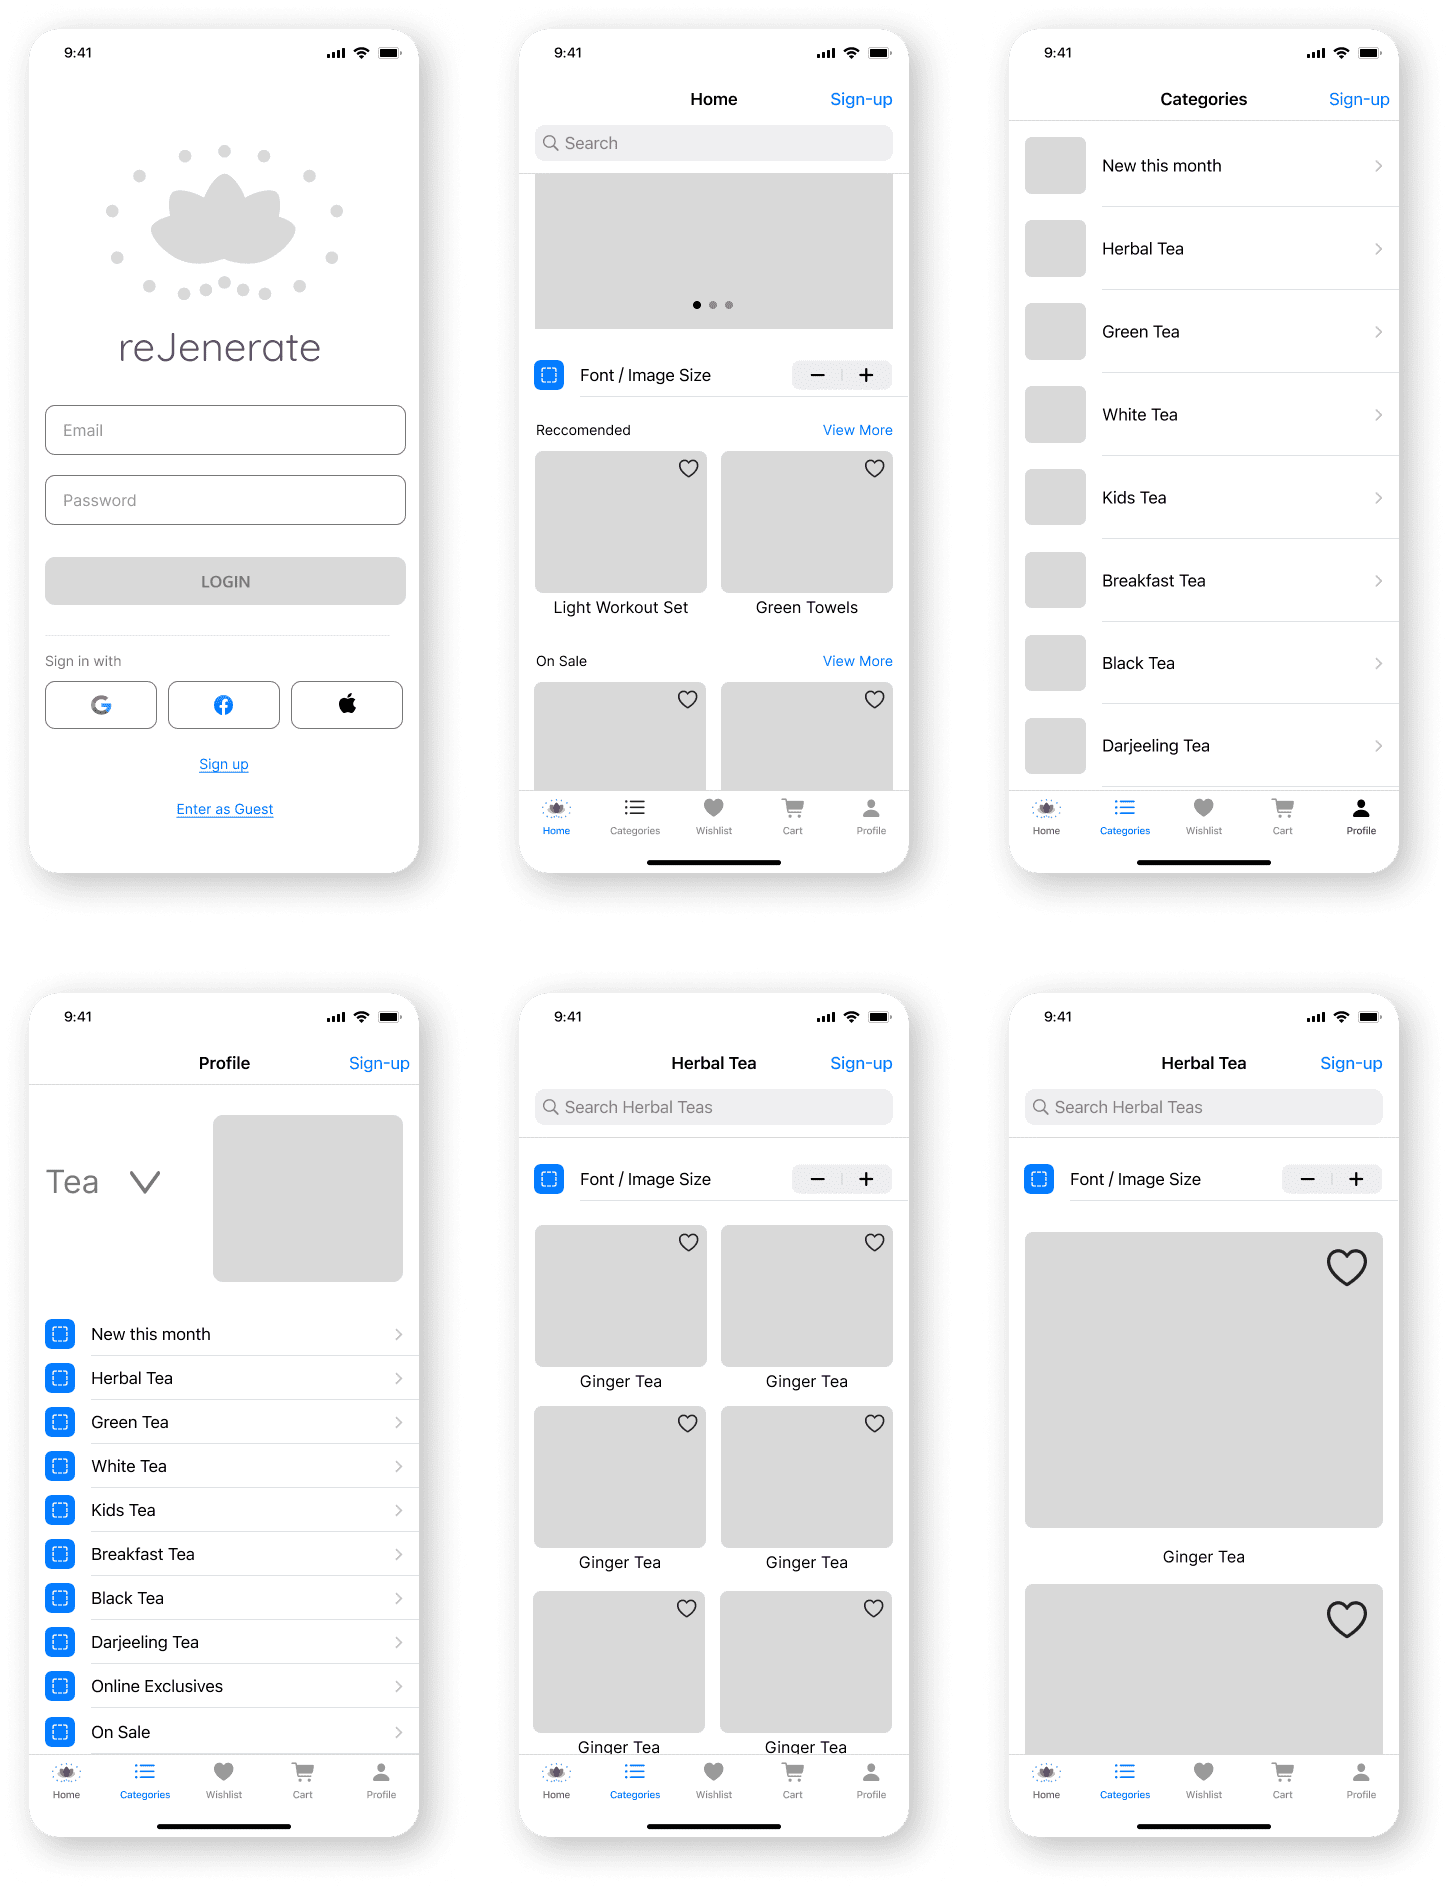 9:41
reJenerate
Email
Password
LOGIN
Sign in with
Sign up
Enter as Guest
9:41
Home Sign-up
Search
Font / Image Size
Reccomended View More
Light Workout Set Green Towels
On Sale View More
Home Categories Wishlist Cart Profile
9:41
Categories Sign-up
New this month
Herbal Tea
Green Tea
White Tea
Kids Tea
Breakfast Tea
Black Tea
Darjeeling Tea
Home Categories Wishlist Cart Profile
9:41
Profile Sign-up
Tea
New this month
Herbal Tea
Green Tea
White Tea
Kids Tea
Breakfast Tea
Black Tea
Darjeeling Tea
Online Exclusives
On Sale
Home Categories Wishlist Cart Profile
9:41
Herbal Tea Sign-up
Search Herbal Teas
Font / Image Size
Ginger Tea Ginger Tea
Ginger Tea Ginger Tea
Ginger Tea Ginger Tea
Home Categories Wishlist Cart Profile
9:41
Herbal Tea Sign-up
Search Herbal Teas
Font / Image Size
Ginger Tea
Home Categories Wishlist Cart Profile